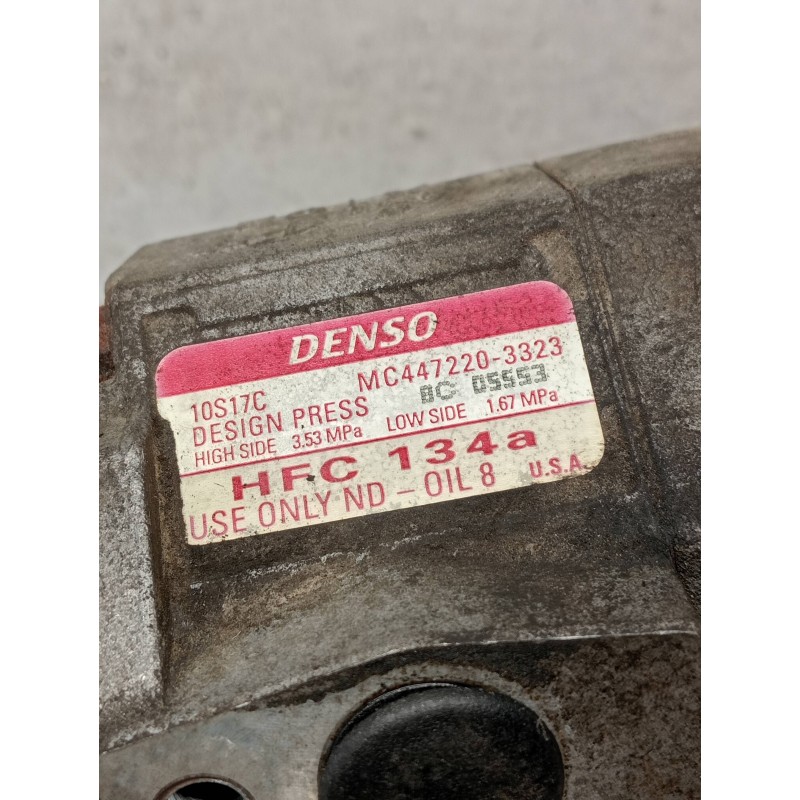 DENSO
10S17C MC447220-3323
DESIGN PRESS BC 05553
HIGH SIDE 3.53 MPa LOW SIDE 1.67 MPa
HFC 134a
USE ONLY ND - OIL 8 U.S.A.